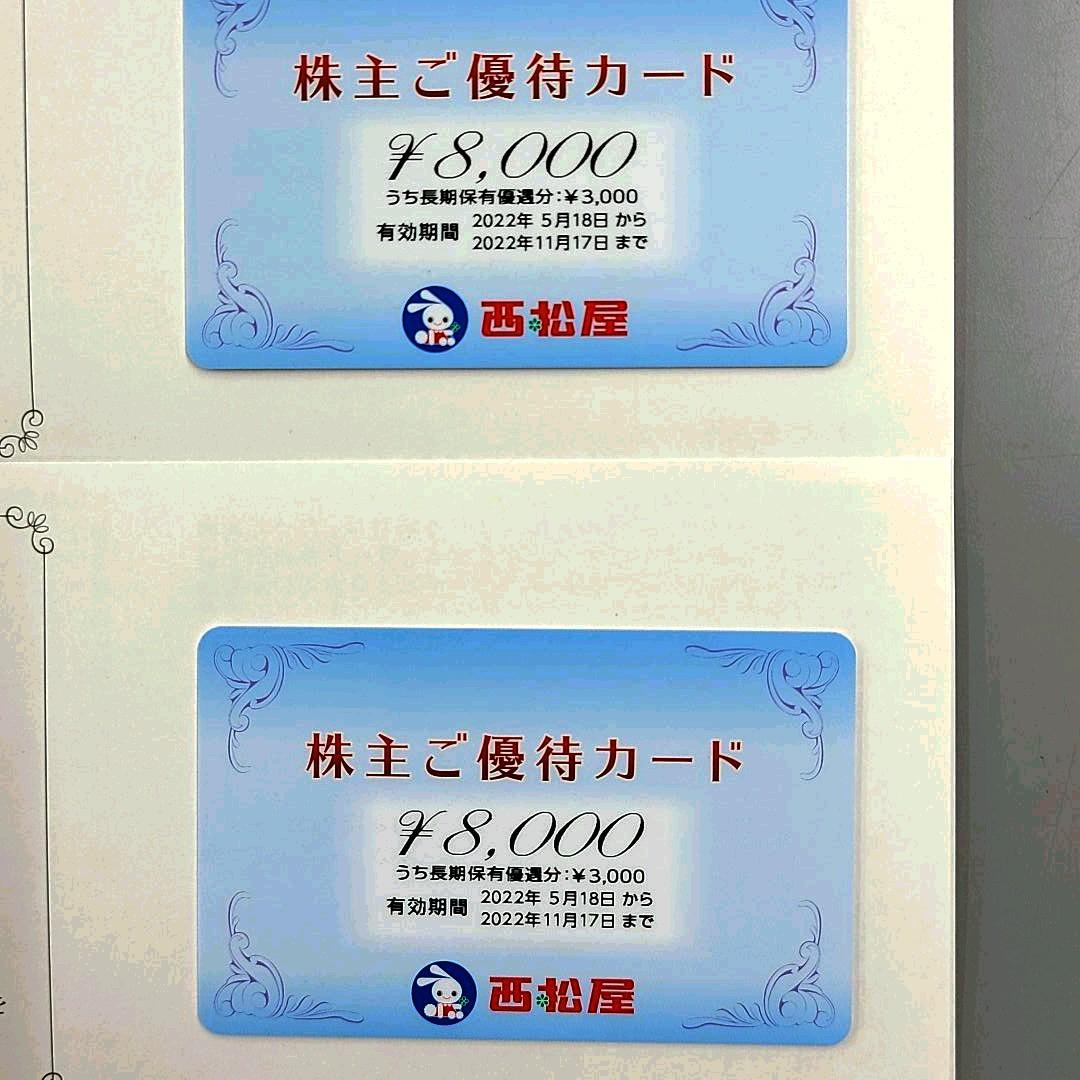 株主ご優待カード
¥8,000
うち長期保有優遇分:¥3,000
有効期間
2022年 5月18日 から
2022年11月17日 まで
西松屋
株主ご優待カード
¥8,000
うち長期保有優遇分:¥3,000
有効期間
2022年 5月18日 から
2022年11月17日 まで
西松屋